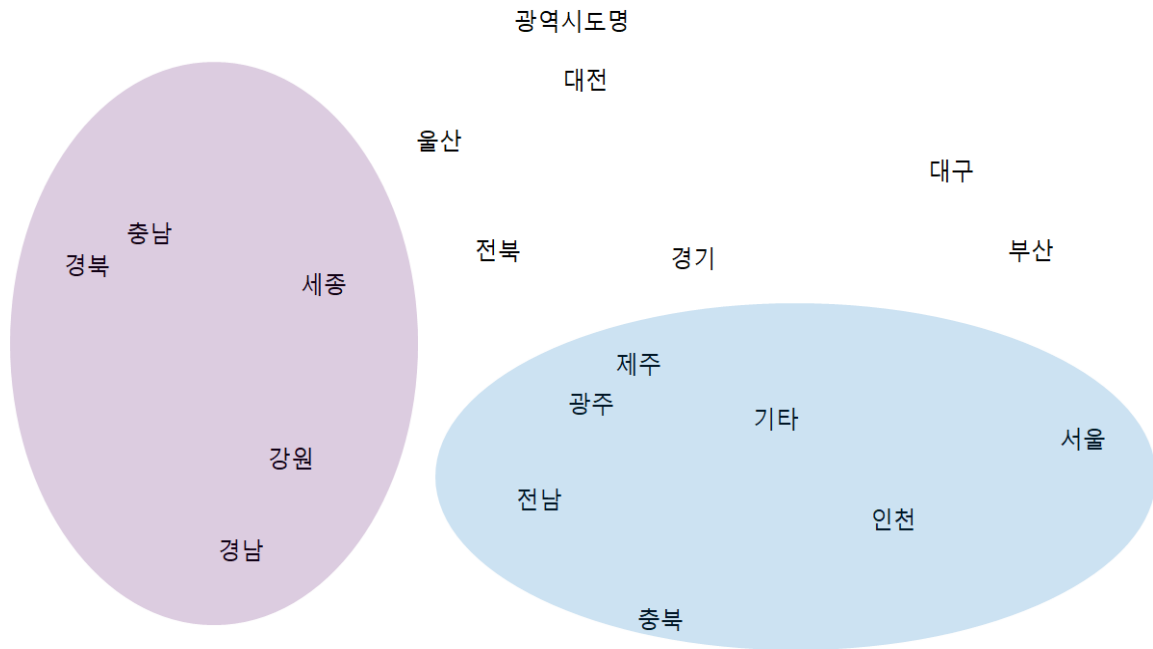 광역시도명
대전
울산
대구
충남
전북
부산
경기
경북
세종
제주
광주
기타
서울
강원
전남
인천
경남
충북